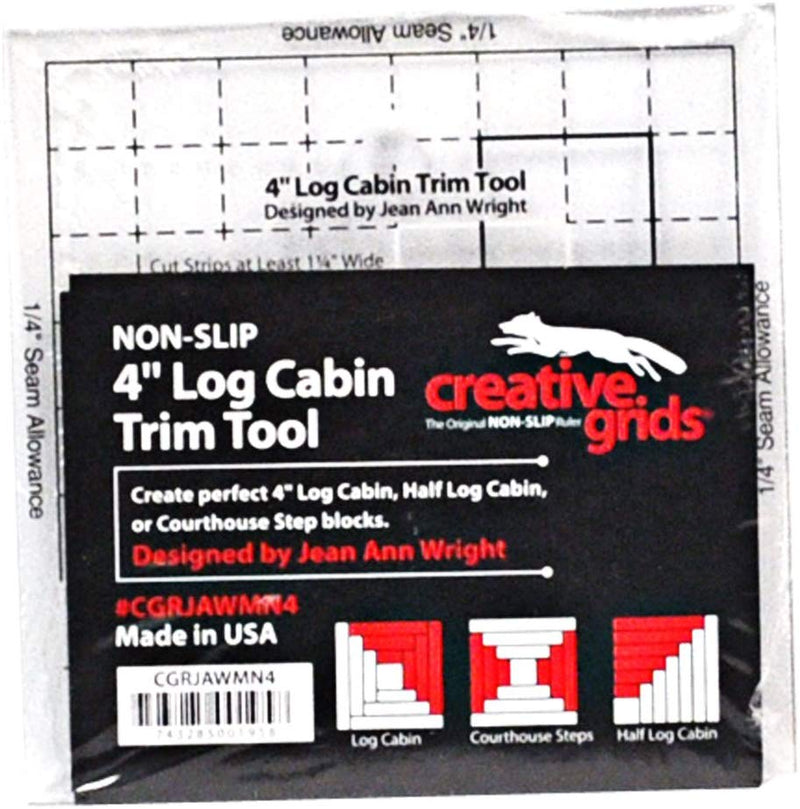 1/4" Seam Allowance
4" Log Cabin Trim Tool
Designed by Jean Ann Wright
Cut Strips at Least 1¼" Wide
1/4" Seam Allowance
1/4" Seam Allowance
NON-SLIP
4" Log Cabin
Trim Tool
creative
grids
The Original NON-SLIP Ruler
Create perfect 4" Log Cabin, Half Log Cabin,
or Courthouse Step blocks.
Designed by Jean Ann Wright
#CGRJAWMN4
Made in USA
CGRJAWMN4
743285001958
Log Cabin
Courthouse Steps
Half Log Cabin